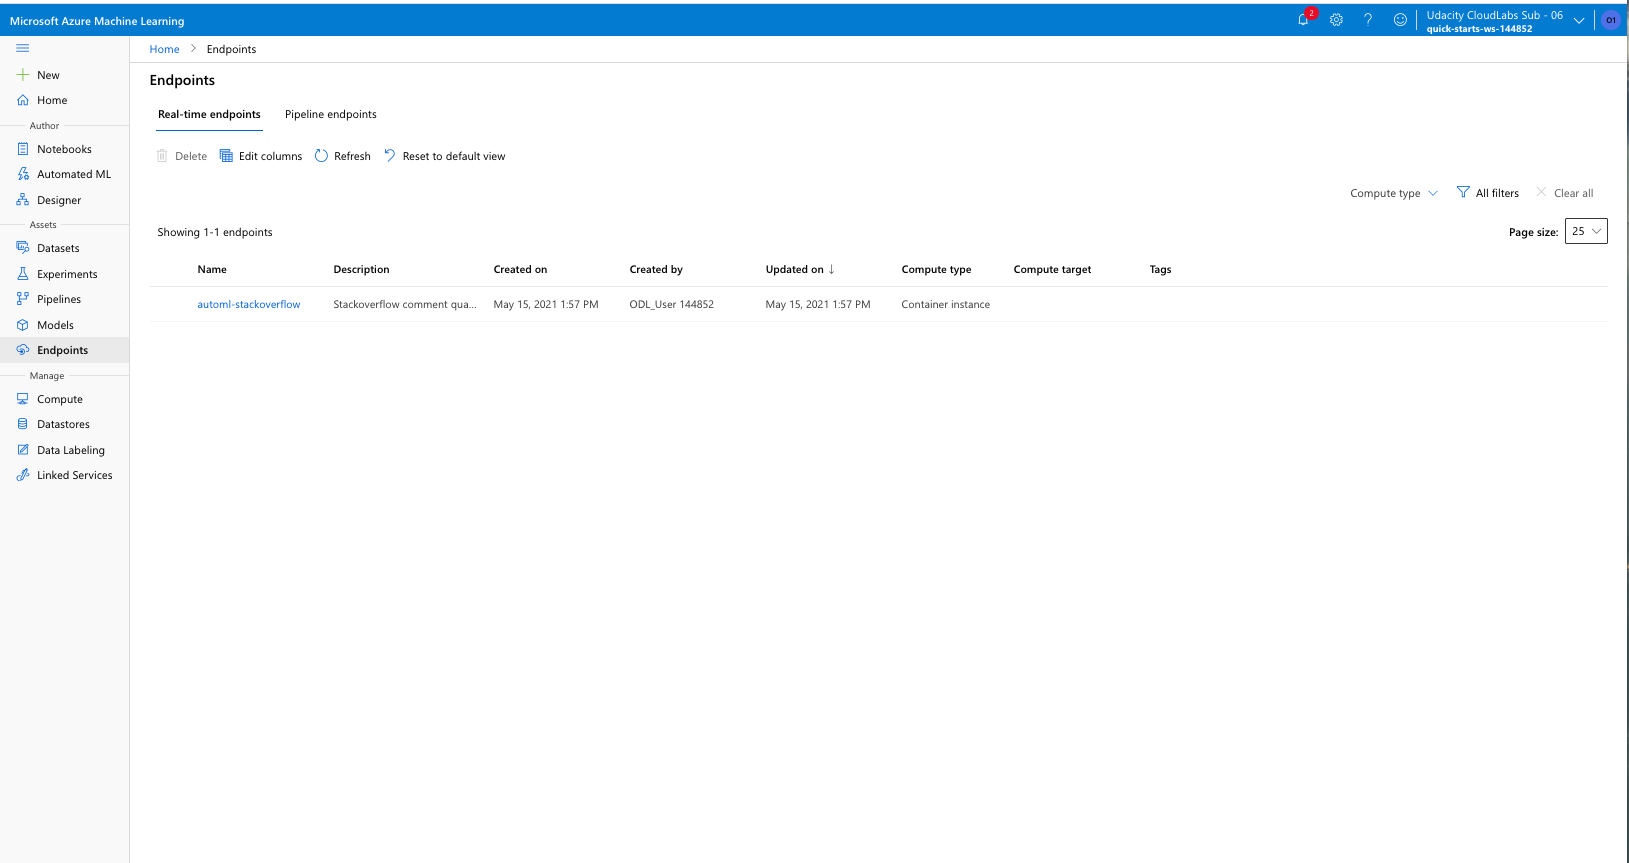 Microsoft Azure Machine Learning
2
Udacity CloudLabs Sub - 06
quick-starts-ws-144852
O1
Home > Endpoints
New
Home
Author
Notebooks
Automated ML
Designer
Assets
Datasets
Experiments
Pipelines
Models
Endpoints
Manage
Compute
Datastores
Data Labeling
Linked Services
Endpoints
Real-time endpoints Pipeline endpoints
Delete Edit columns Refresh Reset to default view
Compute type All filters Clear all
Showing 1-1 endpoints Page size: 25
Name Description Created on Created by Updated on ↓ Compute type Compute target Tags
automl-stackoverflow Stackoverflow comment qua... May 15, 2021 1:57 PM ODL_User 144852 May 15, 2021 1:57 PM Container instance